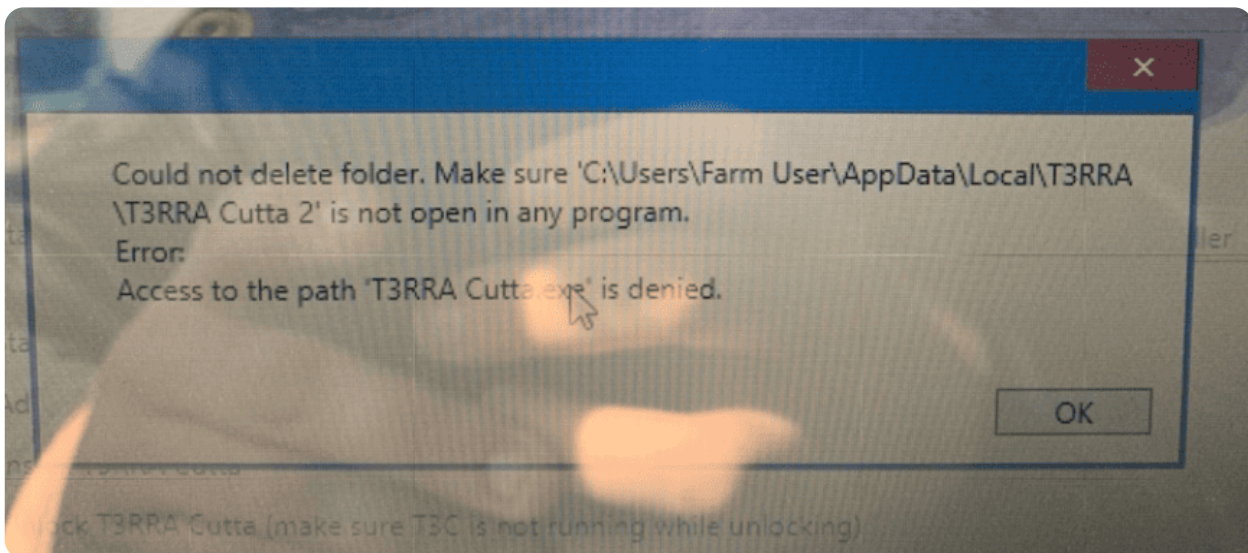 Could not delete folder. Make sure 'C:\Users\Farm User\AppData\Local\T3RRA
\T3RRA Cutta 2' is not open in any program.
Error:
Access to the path 'T3RRA Cutta.exe' is denied.
OK
T3RRA Cutta (make sure T3C is not running while unlocking)